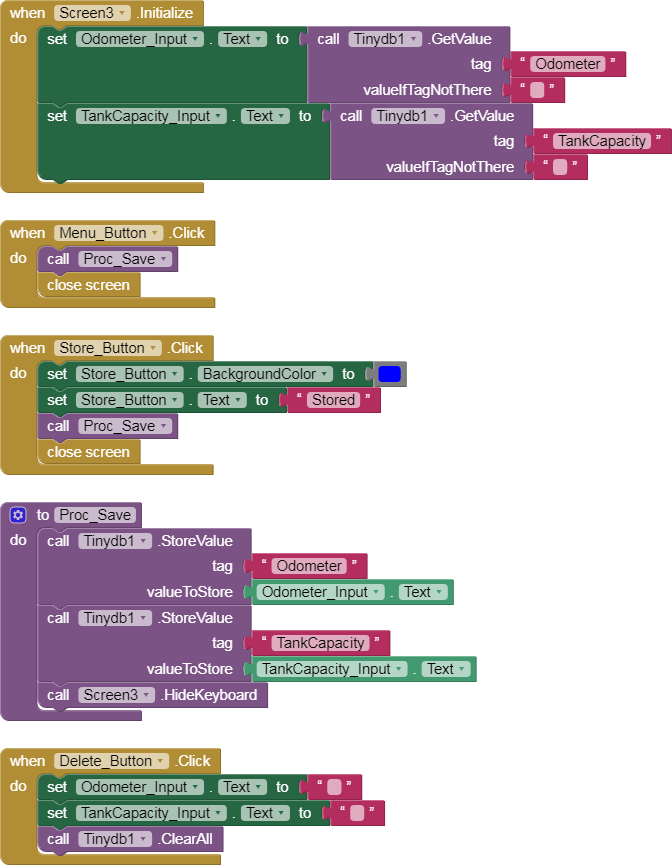 when Screen3 .Initialize
do set Odometer_Input . Text to call Tinydb1 .GetValue
tag " Odometer "
valueIfTagNotThere " "
set TankCapacity_Input . Text to call Tinydb1 .GetValue
tag " TankCapacity "
valueIfTagNotThere " "
when Menu_Button .Click
do call Proc_Save
close screen
when Store_Button .Click
do set Store_Button . BackgroundColor to
set Store_Button . Text to " Stored "
call Proc_Save
close screen
to Proc_Save
do call Tinydb1 .StoreValue
tag " Odometer "
valueToStore Odometer_Input . Text
call Tinydb1 .StoreValue
tag " TankCapacity "
valueToStore TankCapacity_Input . Text
call Screen3 .HideKeyboard
when Delete_Button .Click
do set Odometer_Input . Text to " "
set TankCapacity_Input . Text to " "
call Tinydb1 .ClearAll